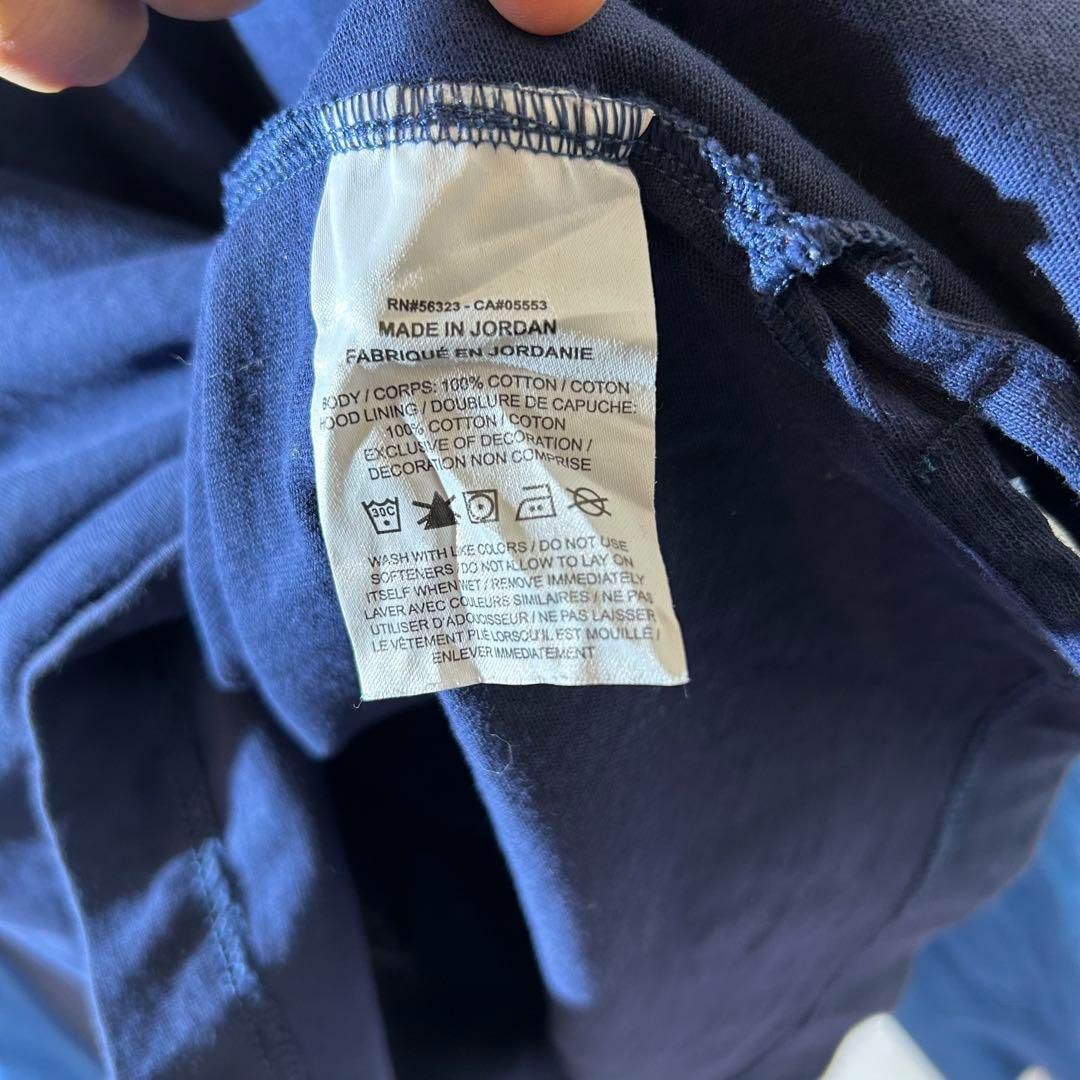 RN#56323 - CA#05553
MADE IN JORDAN
FABRIQUÉ EN JORDANIE
BODY / CORPS: 100% COTTON / COTON
HOOD LINING / DOUBLURE DE CAPUCHE:
100% COTTON / COTON
EXCLUSIVE OF DECORATION /
DECORATION NON COMPRISE
30C
WASH WITH LIKE COLORS / DO NOT USE
SOFTENERS / DO NOT ALLOW TO LAY ON
ITSELF WHEN WET / REMOVE IMMEDIATELY
LAVER AVEC COULEURS SIMILAIRES / NE PAS
UTILISER D'ADOUCISSEUR / NE PAS LAISSER
LE VÊTEMENT PLIÉ LORSQU'IL EST MOUILLÉ /
ENLEVER IMMEDIATEMENT